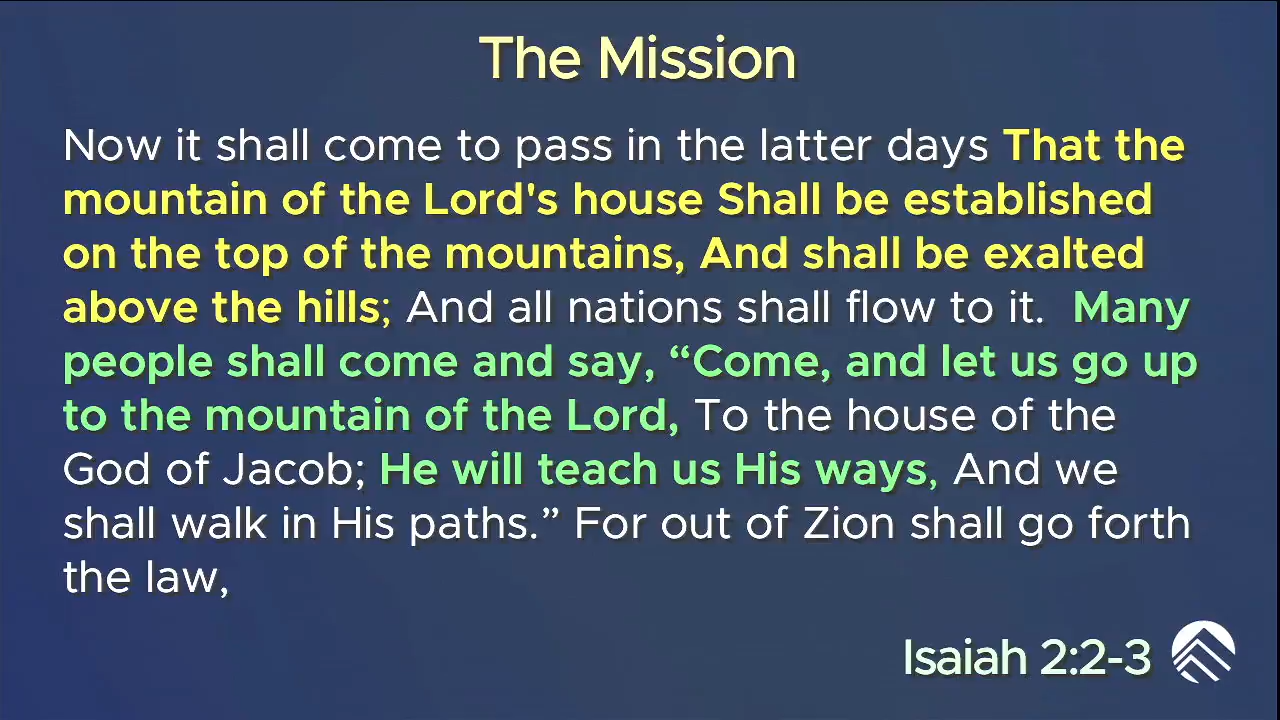 The Mission
Now it shall come to pass in the latter days That the
mountain of the Lord's house Shall be established
on the top of the mountains, And shall be exalted
above the hills; And all nations shall flow to it.  Many
people shall come and say, “Come, and let us go up
to the mountain of the Lord, To the house of the
God of Jacob; He will teach us His ways, And we
shall walk in His paths.” For out of Zion shall go forth
the law,
Isaiah 2:2-3